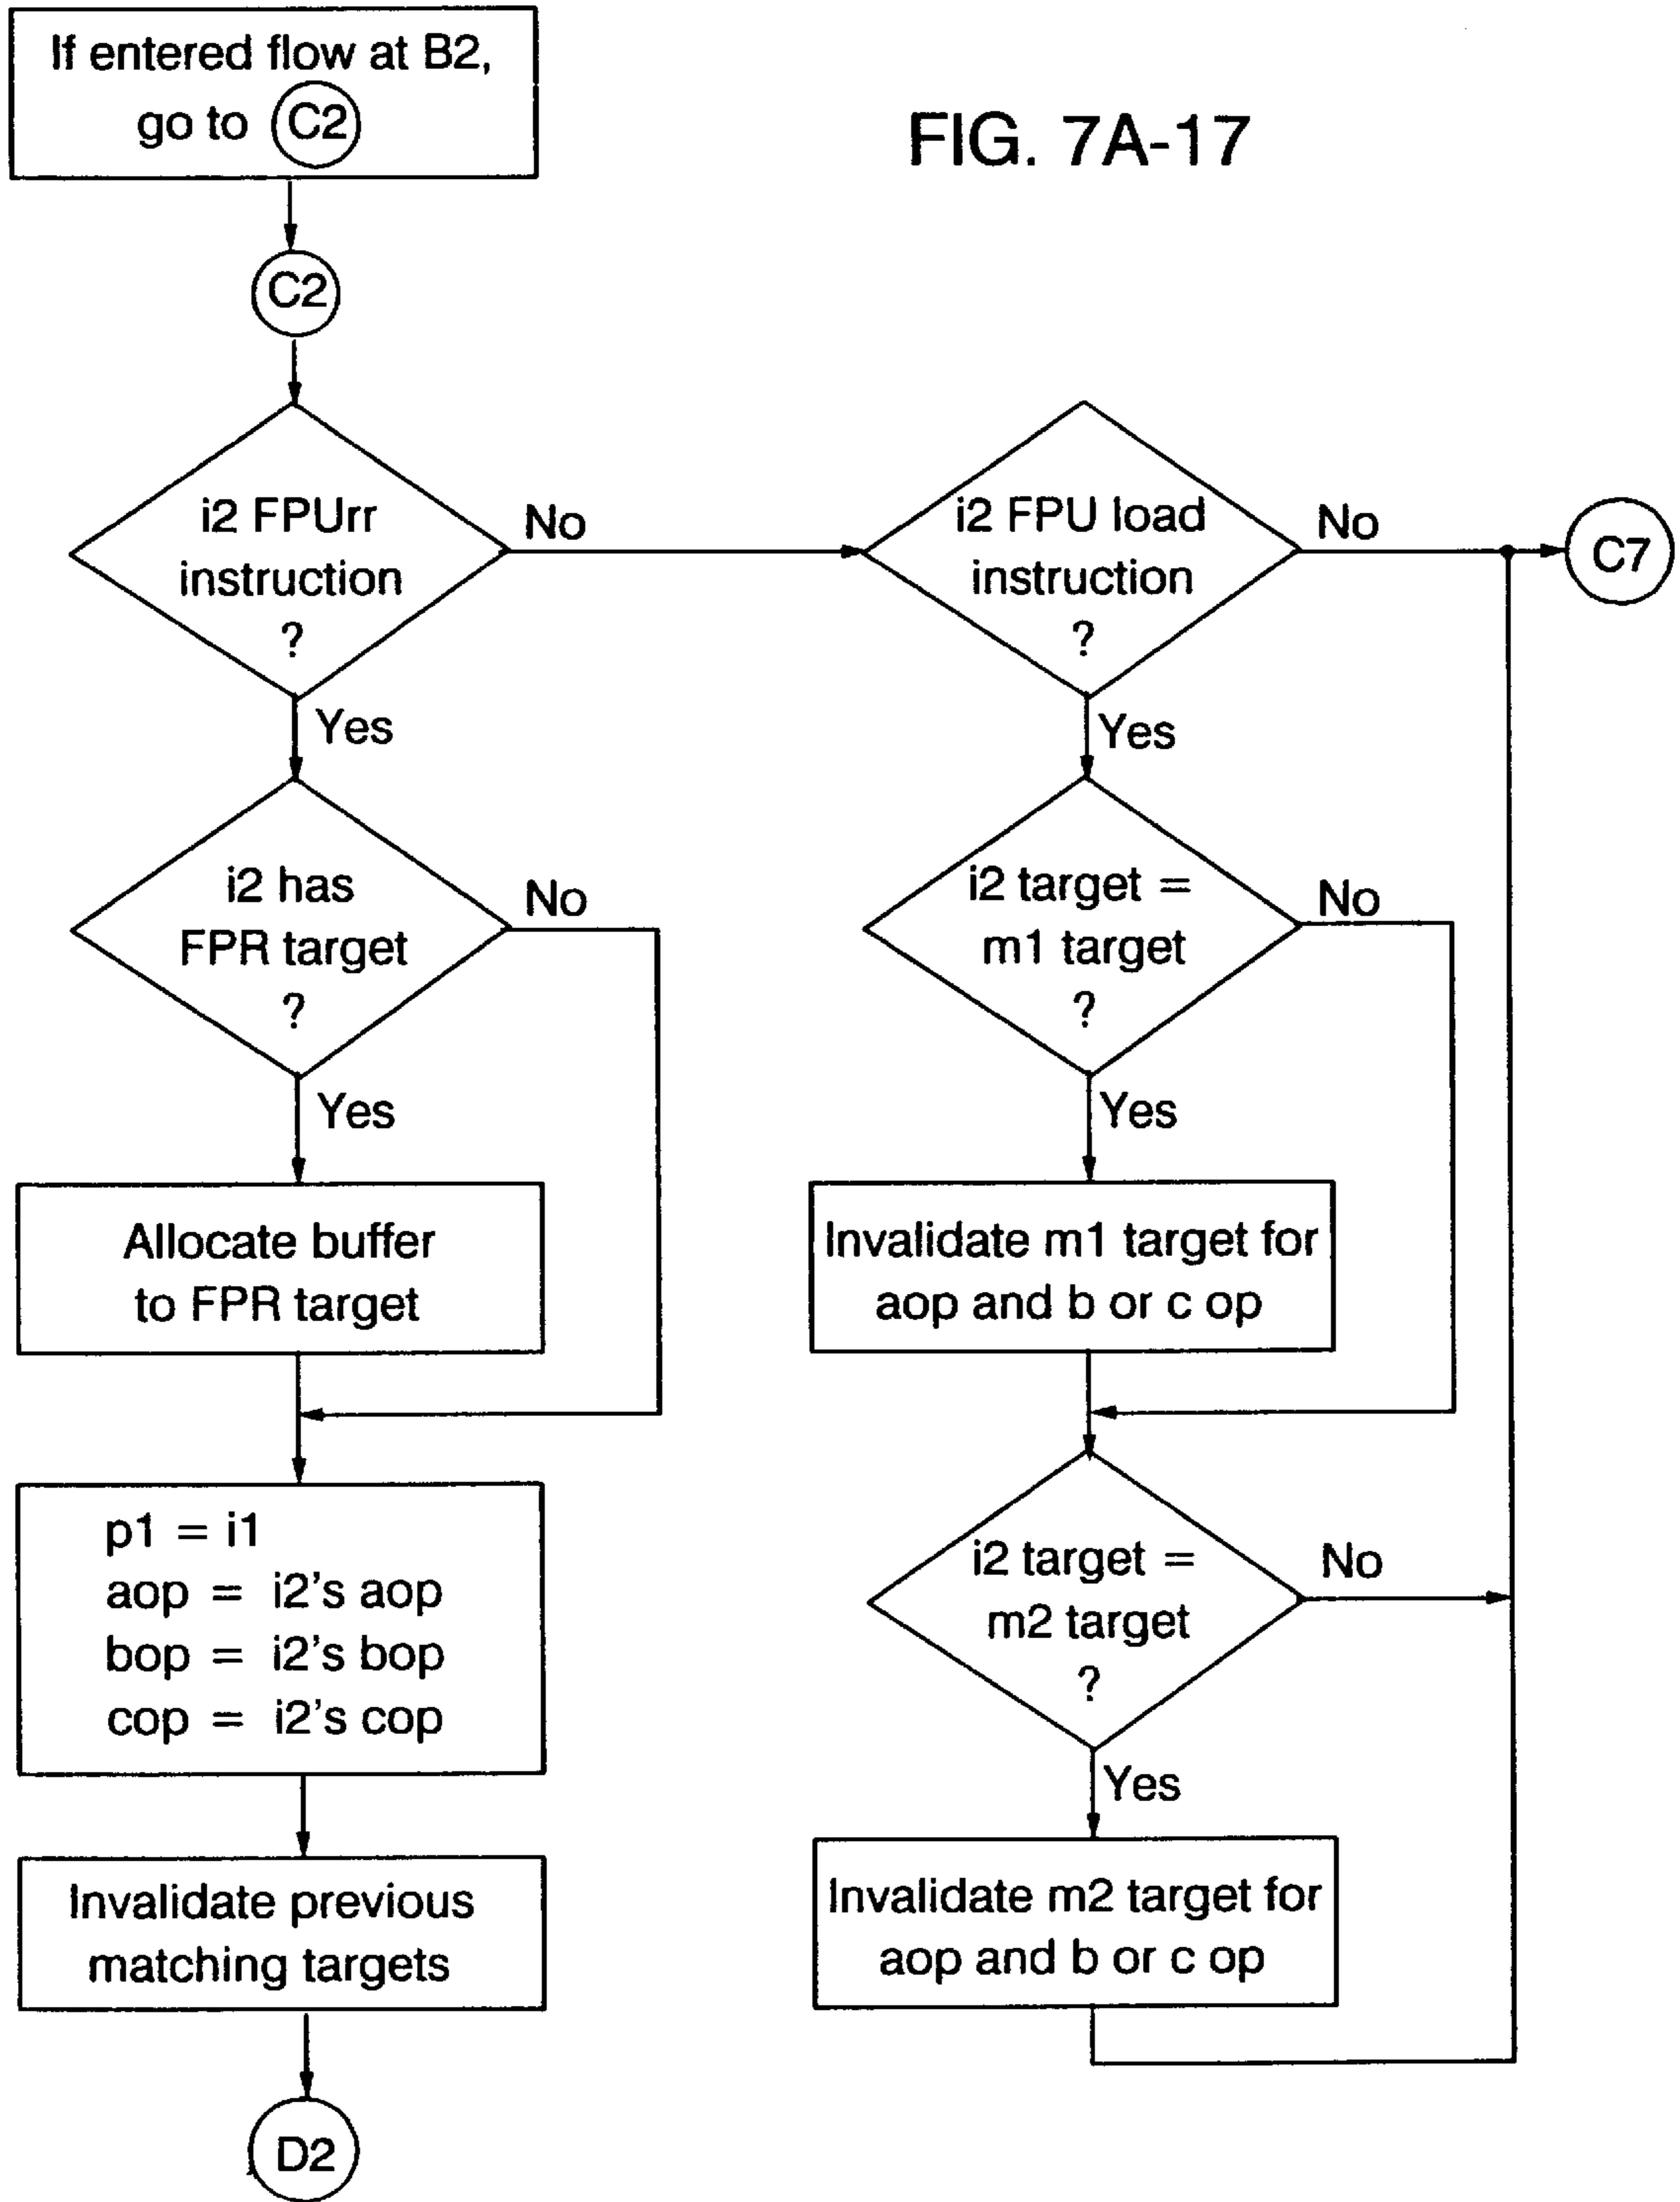 If entered flow at B2,
go to C2
FIG. 7A-17
C2
i2 FPUrr
instruction
?
No
Yes
i2 FPU load
instruction
?
No
C7
Yes
i2 has
FPR target
?
No
Yes
i2 target =
m1 target
?
No
Yes
Allocate buffer
to FPR target
Invalidate m1 target for
aop and b or c op
p1 = i1
aop = i2's aop
bop = i2's bop
cop = i2's cop
i2 target =
m2 target
?
No
Yes
Invalidate previous
matching targets
Invalidate m2 target for
aop and b or c op
D2